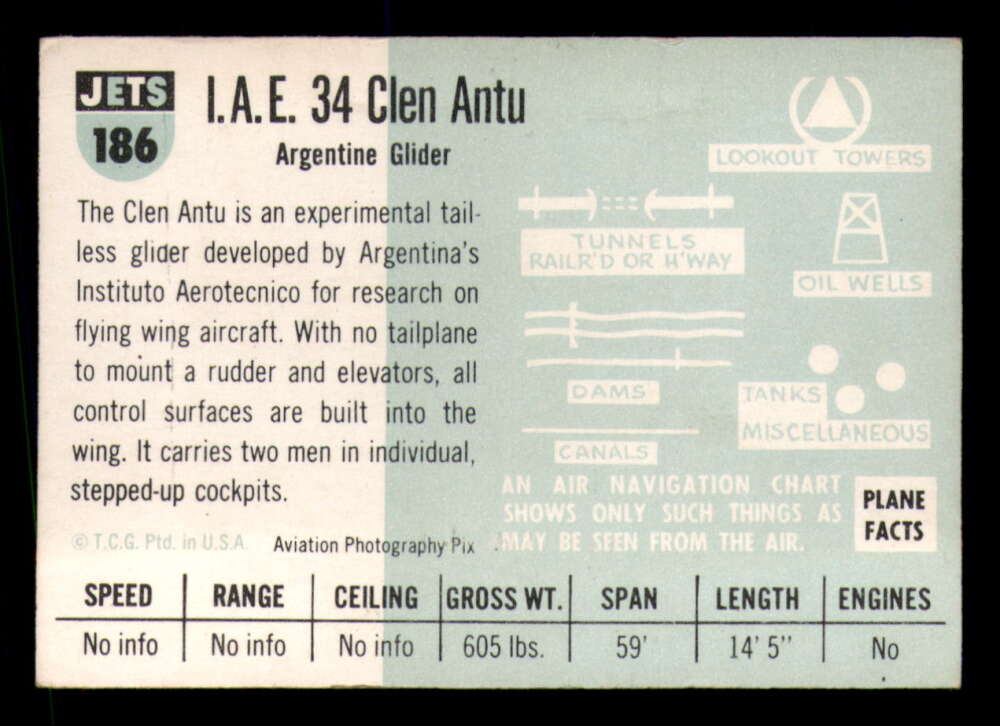 JETS
186
I.A.E. 34 Clen Antu
Argentine Glider
The Clen Antu is an experimental tail-
less glider developed by Argentina's
Instituto Aerotecnico for research on
flying wing aircraft. With no tailplane
to mount a rudder and elevators, all
control surfaces are built into the
wing. It carries two men in individual,
stepped-up cockpits.
© T.C.G. Ptd. in U.S.A.
Aviation Photography Pix
LOOKOUT TOWERS
TUNNELS
RAILR'D OR H'WAY
OIL WELLS
DAMS
TANKS
MISCELLANEOUS
CANALS
AN AIR NAVIGATION CHART
SHOWS ONLY SUCH THINGS AS
MAY BE SEEN FROM THE AIR.
PLANE
FACTS
SPEED RANGE CEILING GROSS WT. SPAN LENGTH ENGINES
No info No info No info 605 lbs. 59' 14' 5" No